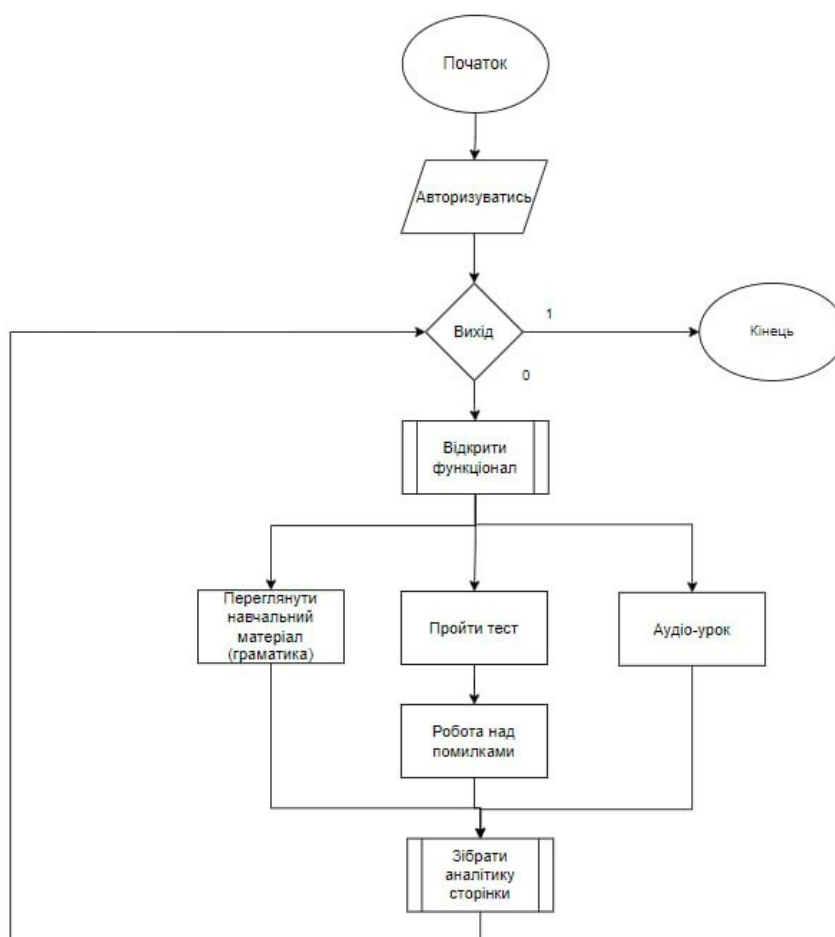 Початок
Авторизуватись
Вихід
1
Кінець
0
Відкрити
функціонал
Переглянути
навчальний
матеріал
(граматика)
Пройти тест
Аудіо-урок
Робота над
помилками
Зібрати
аналітику
сторінки